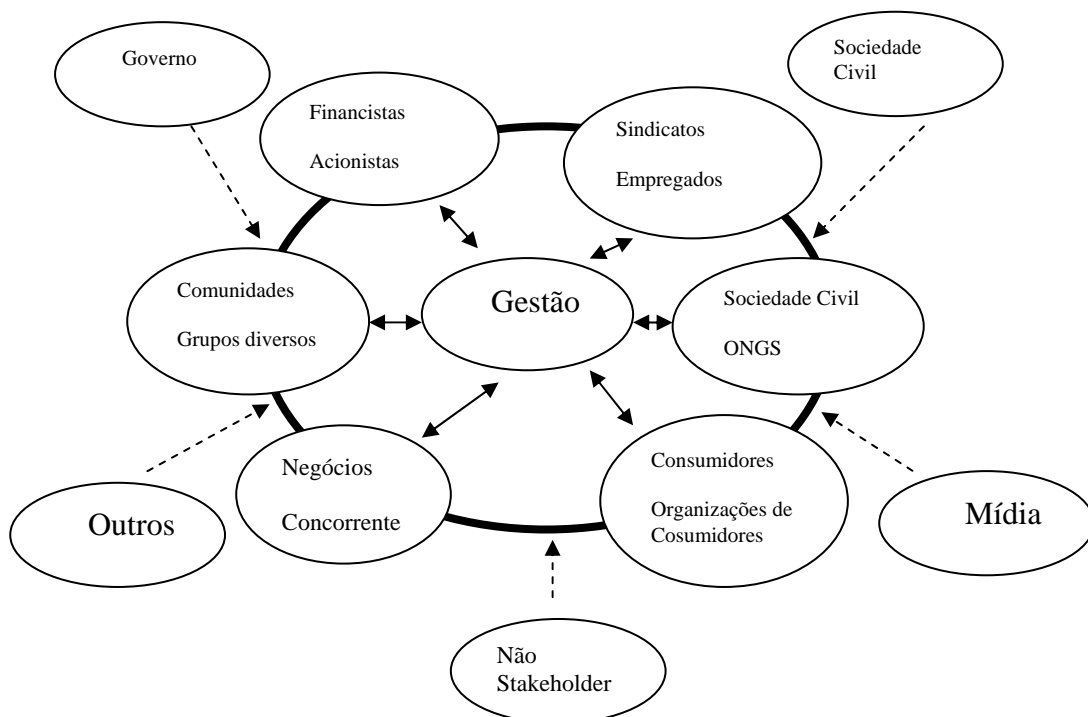 Governo
Sociedade
Civil
Financistas
Acionistas
Sindicatos
Empregados
Comunidades
Grupos diversos
Gestão
Sociedade Civil
ONGS
Negócios
Concorrente
Consumidores
Organizações de
Cosumidores
Outros
Mídia
Não
Stakeholder